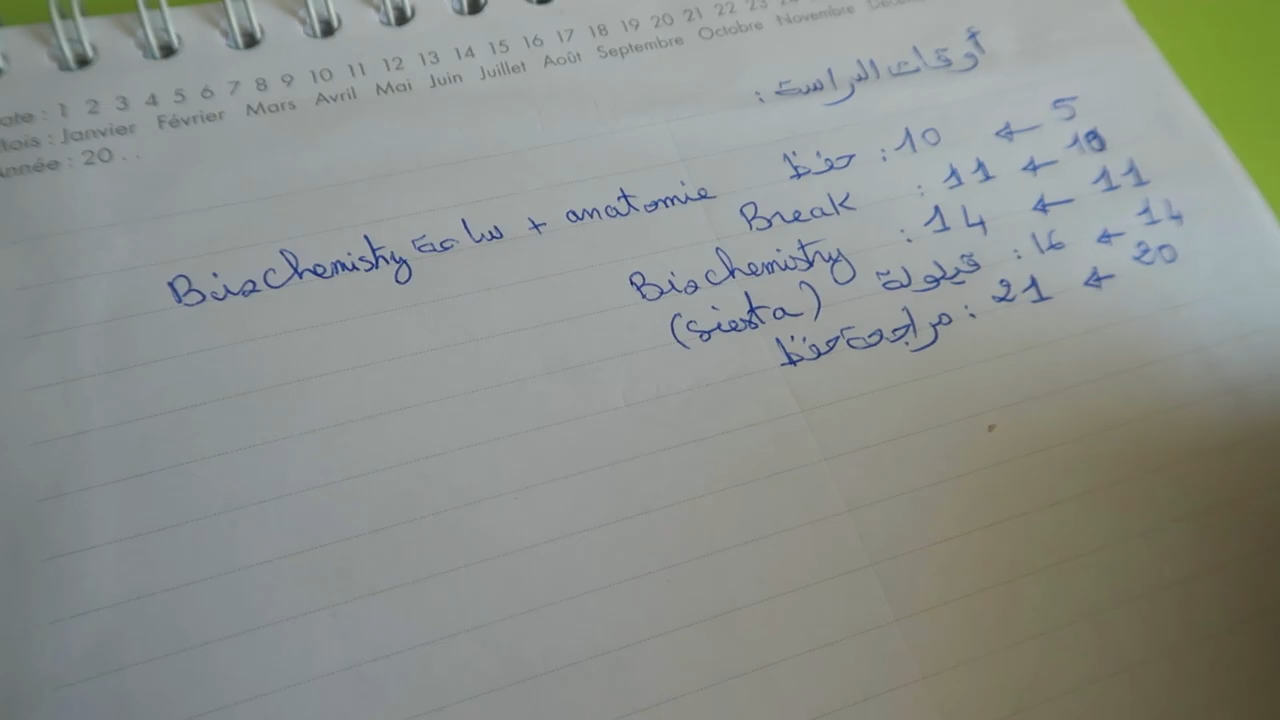 ate : 1 2 3 4 5 6 7 8 9 10 11 12 13 14 15 16 17 18 19 20 21 22 23
Mois : Janvier Février Mars Avril Mai Juin Juillet Août Septembre Octobre Novembre
Année : 20 . .
أوقات الدراسة :
5 ← 10 : حفظ
10 ← 11 : Break
11 ← 14 : Biochemistry
14 ← 16 : قيلولة (siesta)
20 ← 21 : مراجعة حفظ
Biochemistry + anatomie